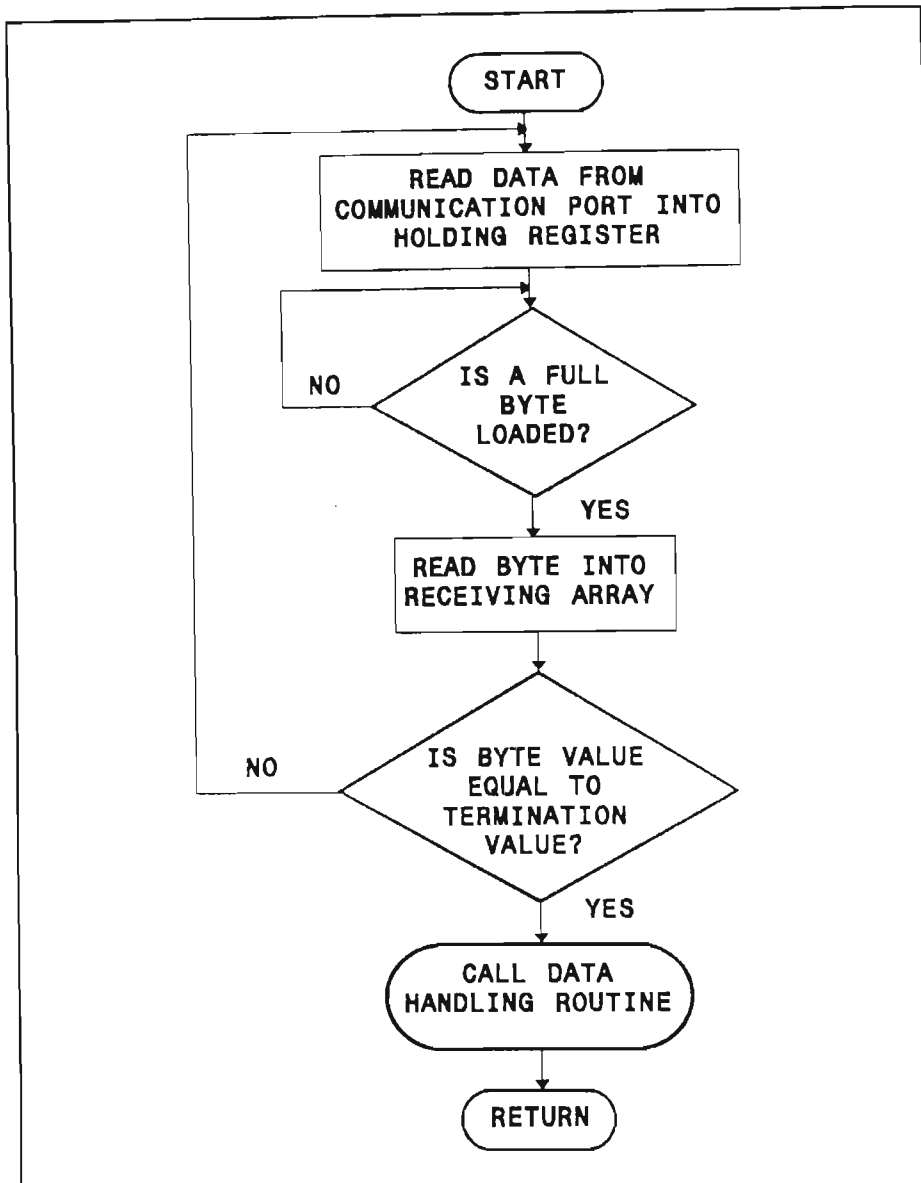 START
READ DATA FROM
COMMUNICATION PORT INTO
HOLDING REGISTER
NO
IS A FULL
BYTE
LOADED?
YES
READ BYTE INTO
RECEIVING ARRAY
NO
IS BYTE VALUE
EQUAL TO
TERMINATION
VALUE?
YES
CALL DATA
HANDLING ROUTINE
RETURN